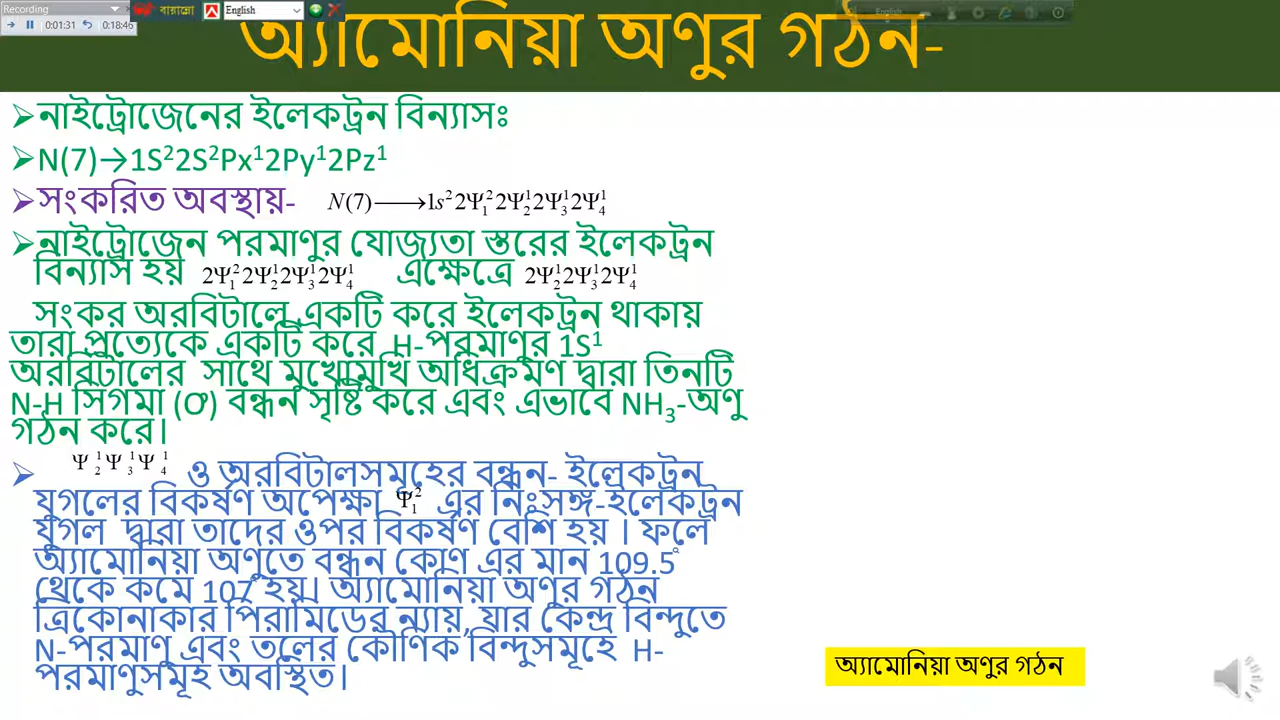 Recording
00:01:31 0:18:46
বায়ান্নো English
English
অ্যামোনিয়া অণুর গঠন-
➢নাইট্রোজেনের ইলেকট্রন বিন্যাসঃ
➢N(7)→1S²2S²Px¹2Py¹2Pz¹
➢সংকরিত অবস্থায়- N(7)⟶1s²2Ψ₁²2Ψ₂¹2Ψ₃¹2Ψ₄¹
➢নাইট্রোজেন পরমাণুর যোজ্যতা স্তরের ইলেকট্রন
বিন্যাস হয় 2Ψ₁²2Ψ₂¹2Ψ₃¹2Ψ₄¹ এক্ষেত্রে 2Ψ₂¹2Ψ₃¹2Ψ₄¹
সংকর অরবিটালে একটি করে ইলেকট্রন থাকায়
তারা প্রত্যেকে একটি করে H-পরমাণুর 1S¹
অরবিটালের সাথে মুখোমুখি অধিক্রমণ দ্বারা তিনটি
N-H সিগমা (σ) বন্ধন সৃষ্টি করে এবং এভাবে NH₃-অণু
গঠন করে।
➢ Ψ₂¹Ψ₃¹Ψ₄¹ ও অরবিটালসমূহের বন্ধন- ইলেকট্রন
যুগলের বিকর্ষণ অপেক্ষা Ψ₁² এর নিঃসঙ্গ-ইলেকট্রন
যুগল দ্বারা তাদের ওপর বিকর্ষণ বেশি হয় । ফলে
অ্যামোনিয়া অণুতে বন্ধন কোণ এর মান 109.5°
থেকে কমে 107° হয়। অ্যামোনিয়া অণুর গঠন
ত্রিকোনাকার পিরামিডের ন্যায়, যার কেন্দ্র বিন্দুতে
N-পরমাণু এবং তলের কৌণিক বিন্দুসমূহে H-
পরমাণুসমূহ অবস্থিত।
অ্যামোনিয়া অণুর গঠন